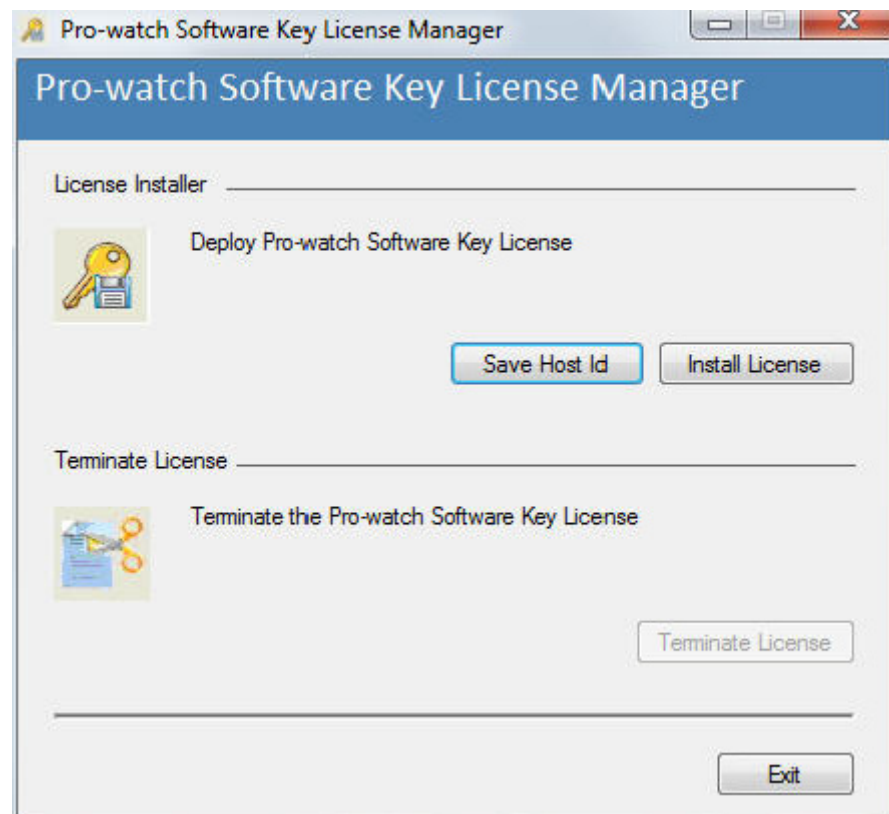 Pro-watch Software Key License Manager
Pro-watch Software Key License Manager
License Installer
Deploy Pro-watch Software Key License
Save Host Id
Install License
Terminate License
Terminate the Pro-watch Software Key License
Terminate License
Exit